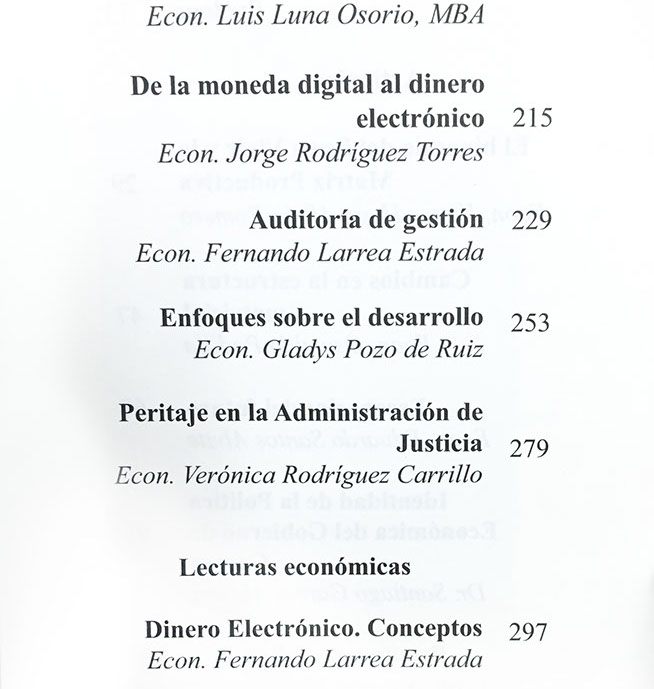 Econ. Luis Luna Osorio, MBA
De la moneda digital al dinero
electrónico 215
Econ. Jorge Rodríguez Torres
Auditoría de gestión 229
Econ. Fernando Larrea Estrada
Enfoques sobre el desarrollo 253
Econ. Gladys Pozo de Ruiz
Peritaje en la Administración de
Justicia 279
Econ. Verónica Rodríguez Carrillo
Lecturas económicas
Dinero Electrónico. Conceptos 297
Econ. Fernando Larrea Estrada